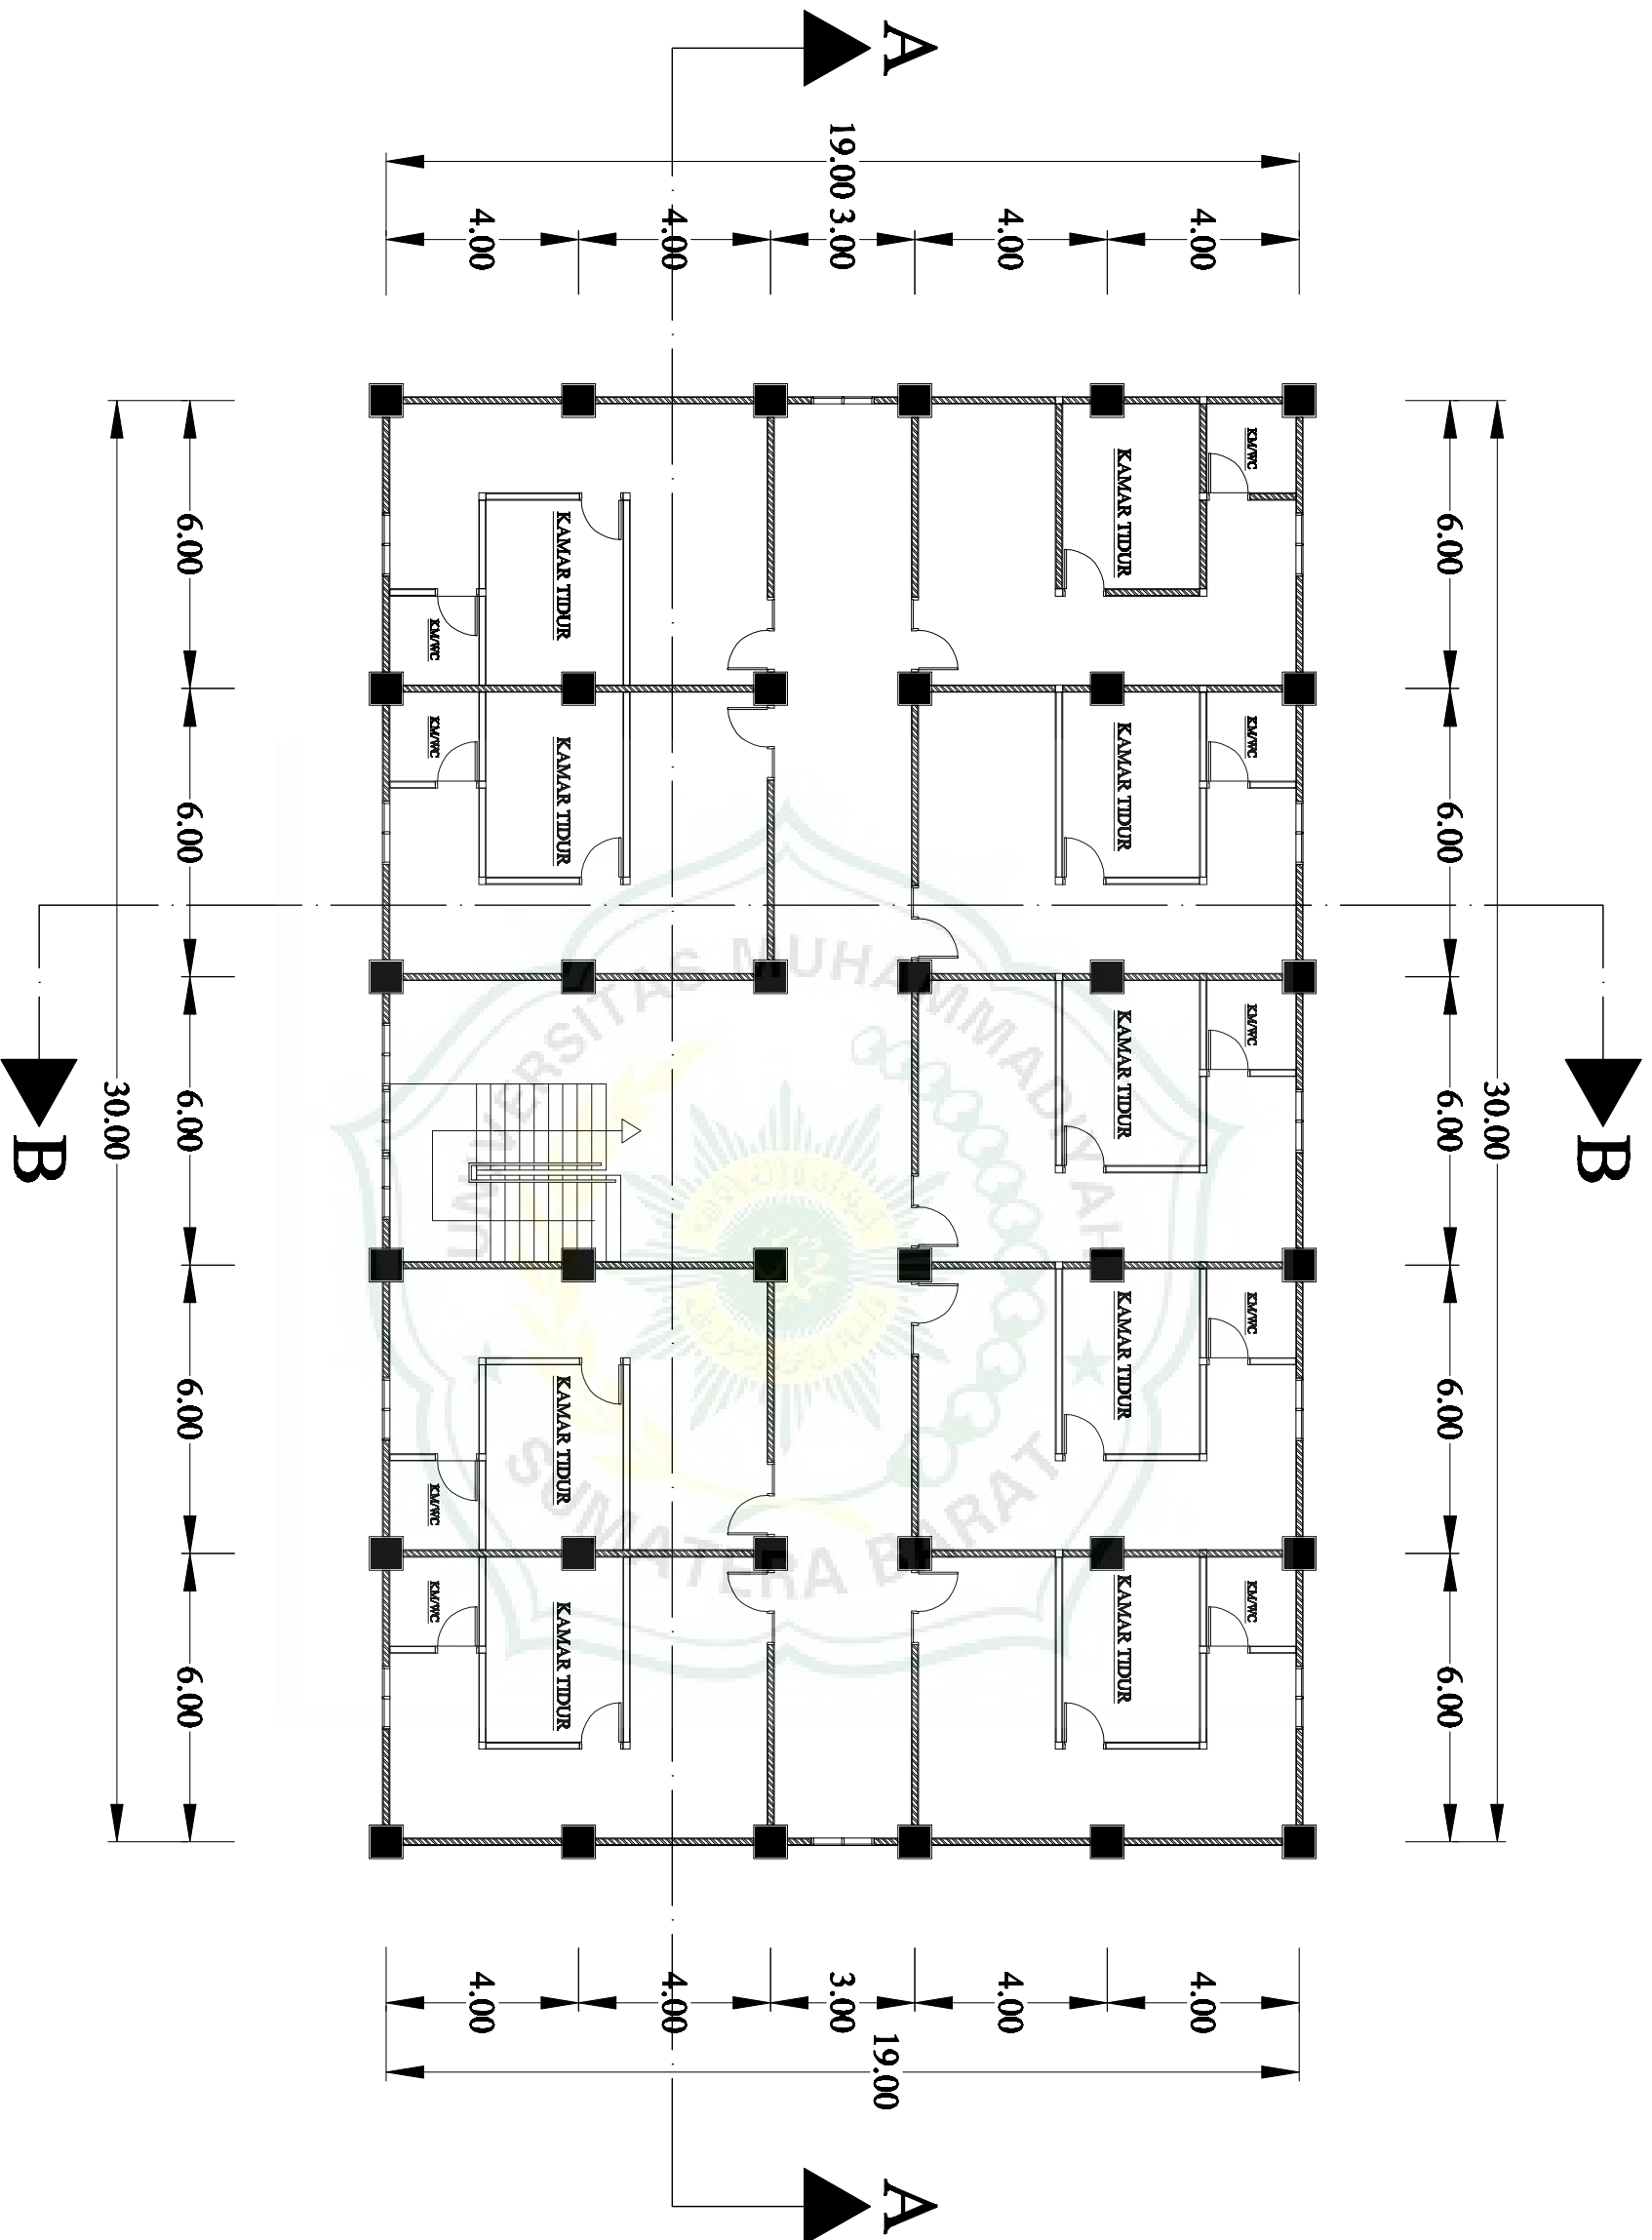 B
30.00
6.00 6.00 6.00 6.00 6.00
KM/WC KM/WC KM/WC KM/WC KM/WC
4.00 4.00
KAMAR TIDUR KAMAR TIDUR KAMAR TIDUR KAMAR TIDUR KAMAR TIDUR
4.00 4.00
A A
19.00 3.00 3.00 19.00
4.00 4.00
KAMAR TIDUR KAMAR TIDUR KAMAR TIDUR KAMAR TIDUR
4.00 4.00
KM/WC KM/WC KM/WC KM/WC
6.00 6.00 6.00 6.00 6.00
30.00
B
UNIVERSITAS MUHAMMADIYAH
SUMATERA BARAT